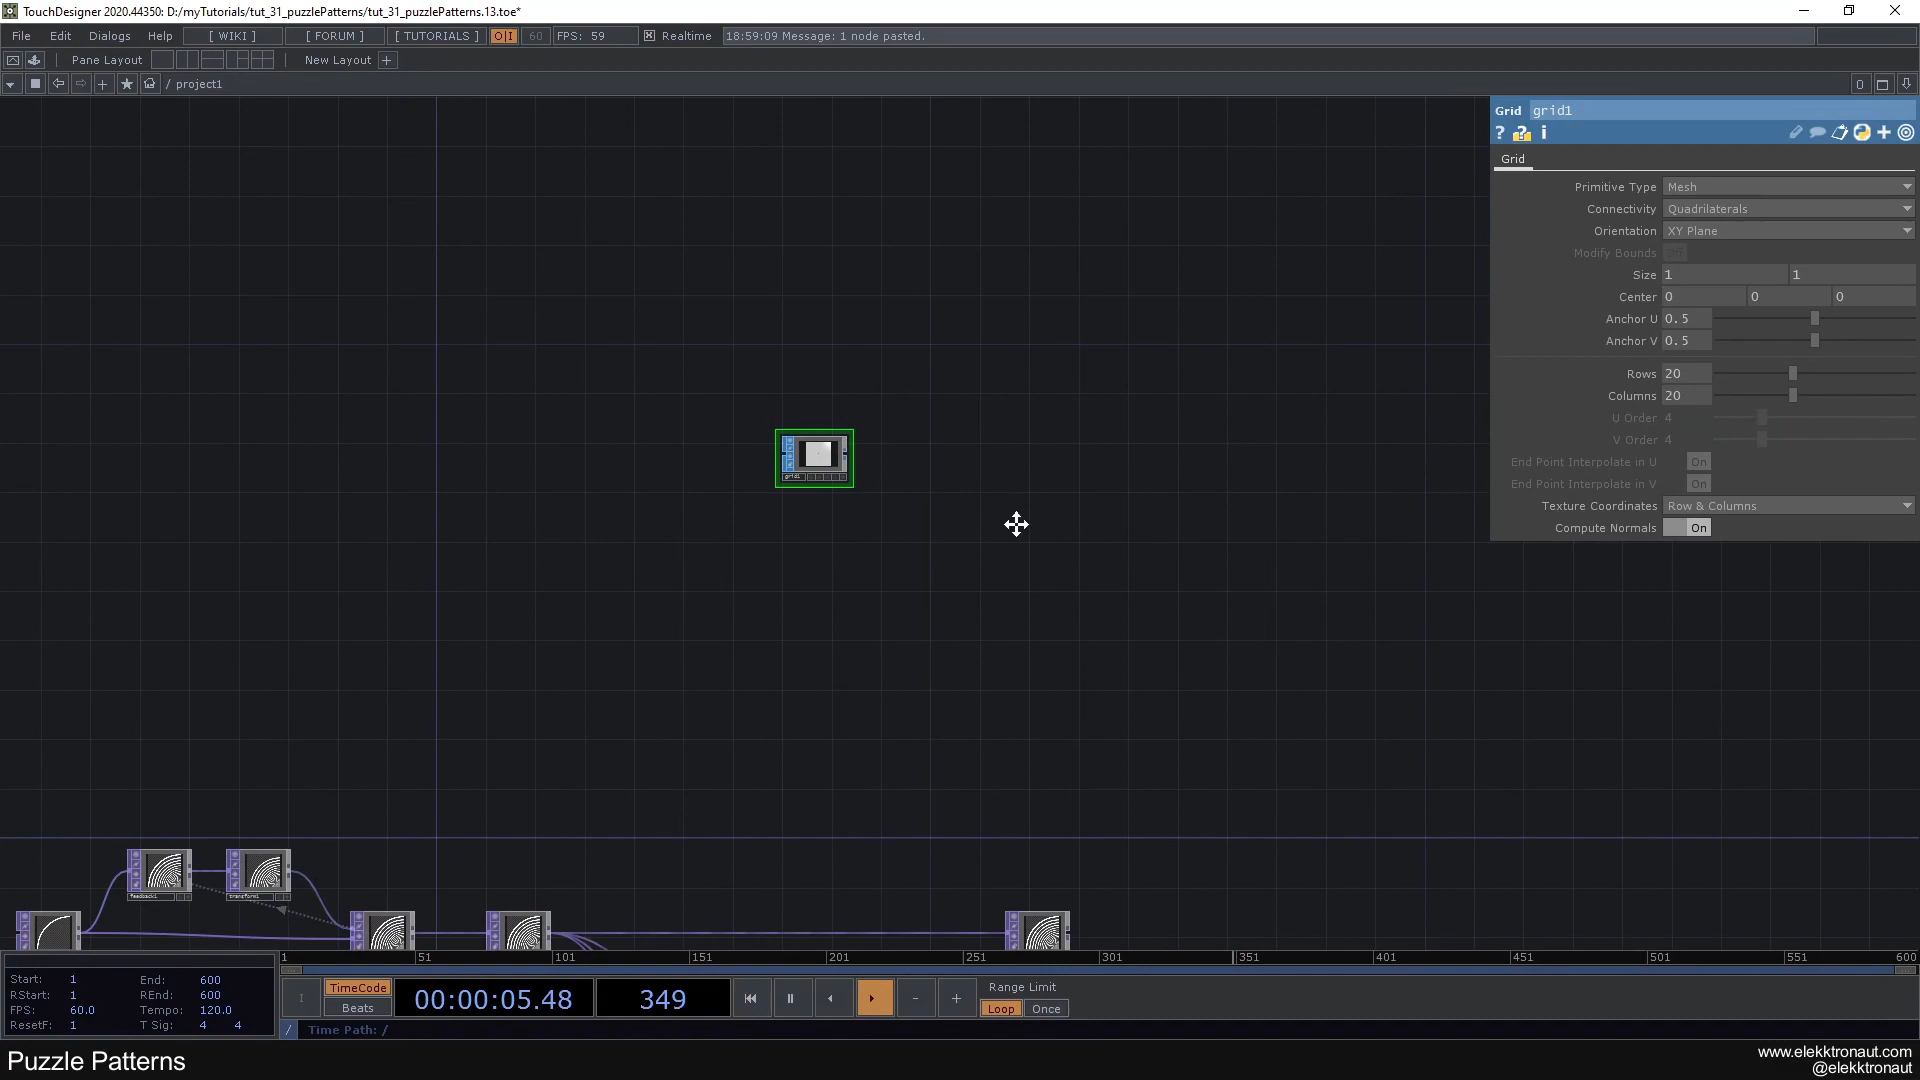 TouchDesigner 2020.44350: D:/myTutorials/tut_31_puzzlePatterns/tut_31_puzzlePatterns.13.toe*
File Edit Dialogs Help [ WIKI ] [ FORUM ] [ TUTORIALS ] O|I 60 FPS: 59 Realtime 18:59:09 Message: 1 node pasted.
Pane Layout New Layout +
/ project1 0
Grid grid1
? ? i
Grid
Primitive Type Mesh
Connectivity Quadrilaterals
Orientation XY Plane
Modify Bounds
Size 1 1
Center 0 0 0
Anchor U 0.5
Anchor V 0.5
Rows 20
Columns 20
U Order 4
V Order 4
End Point Interpolate in U On
End Point Interpolate in V On
Texture Coordinates Row & Columns
Compute Normals On
grid1
feedback1 transform1
1 51 101 151 201 251 301 351 401 451 501 551 600
Start: 1 End: 600
RStart: 1 REnd: 600
FPS: 60.0 Tempo: 120.0
ResetF: 1 T Sig: 4 4
TimeCode
Beats
00:00:05.48 349
- +
Range Limit
Loop Once
/ Time Path: /
Puzzle Patterns
www.elekktronaut.com
@elekktronaut